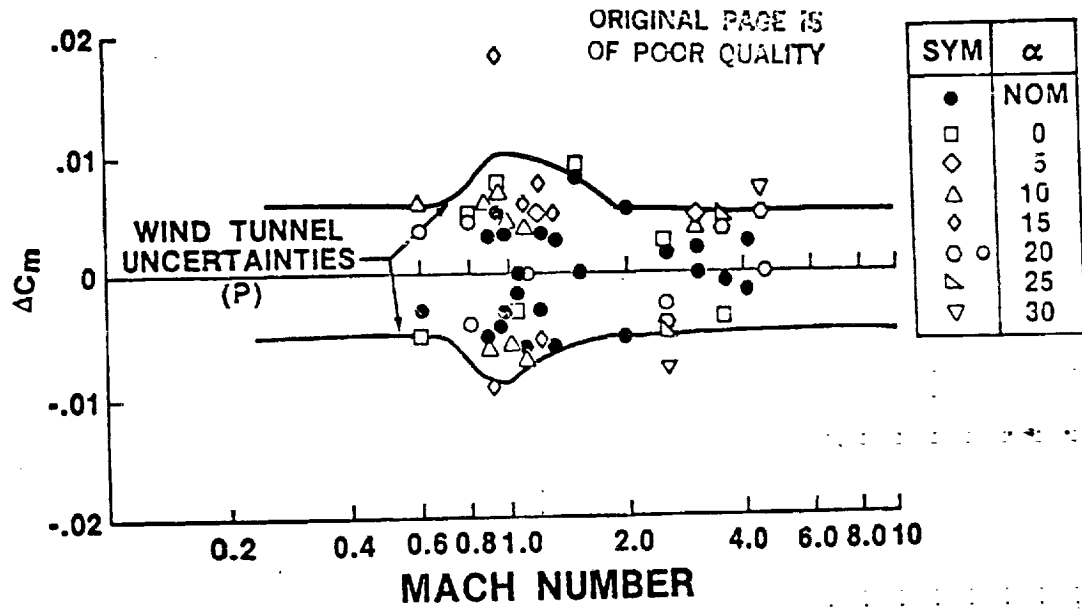 ORIGINAL PAGE IS
OF POOR QUALITY
.02
.01
0
-.01
-.02
ΔCm
WIND TUNNEL
UNCERTAINTIES
(P)
0.2 0.4 0.6 0.8 1.0 2.0 4.0 6.0 8.0 10
MACH NUMBER
SYM α
NOM
0
5
10
15
20
25
30